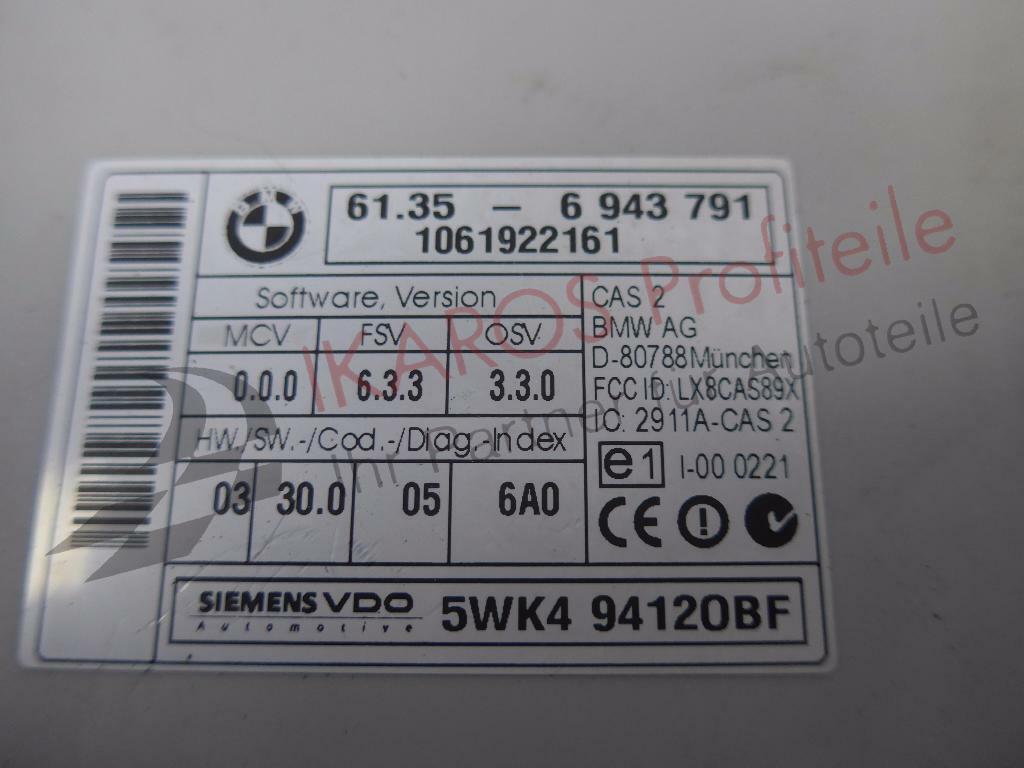 BMW
61.35 - 6 943 791
1061922161
Software, Version
MCV FSV OSV
0.0.0 6.3.3 3.3.0
HW./SW.-/Cod.-/Diag.-Index
03 30.0 05 6A0
CAS 2
BMW AG
D-80788 München
FCC ID: LX8CAS89X
IC: 2911A-CAS 2
e1 I-00 0221
CE
SIEMENS VDO
Automotive
5WK4 94120BF
IKAROS Profiteile
Ihr Partner für Autoteile